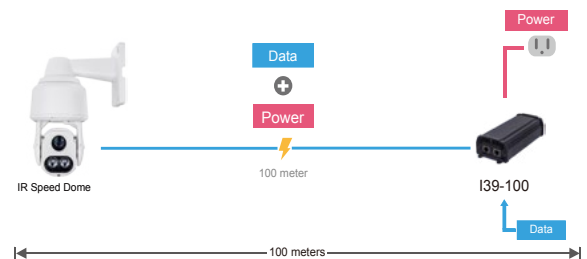 Power
Data
Power
100 meter
IR Speed Dome
I39-100
Data
100 meters